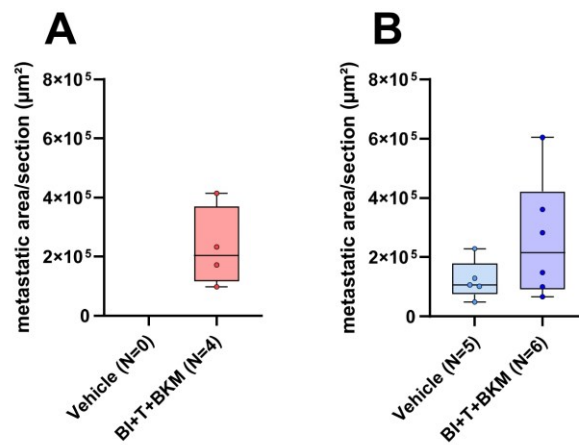 A
metastatic area/section (µm²)
8×10⁵
6×10⁵
4×10⁵
2×10⁵
0
Vehicle (N=0)
BI+T+BKM (N=4)
B
metastatic area/section (µm²)
8×10⁵
6×10⁵
4×10⁵
2×10⁵
0
Vehicle (N=5)
BI+T+BKM (N=6)